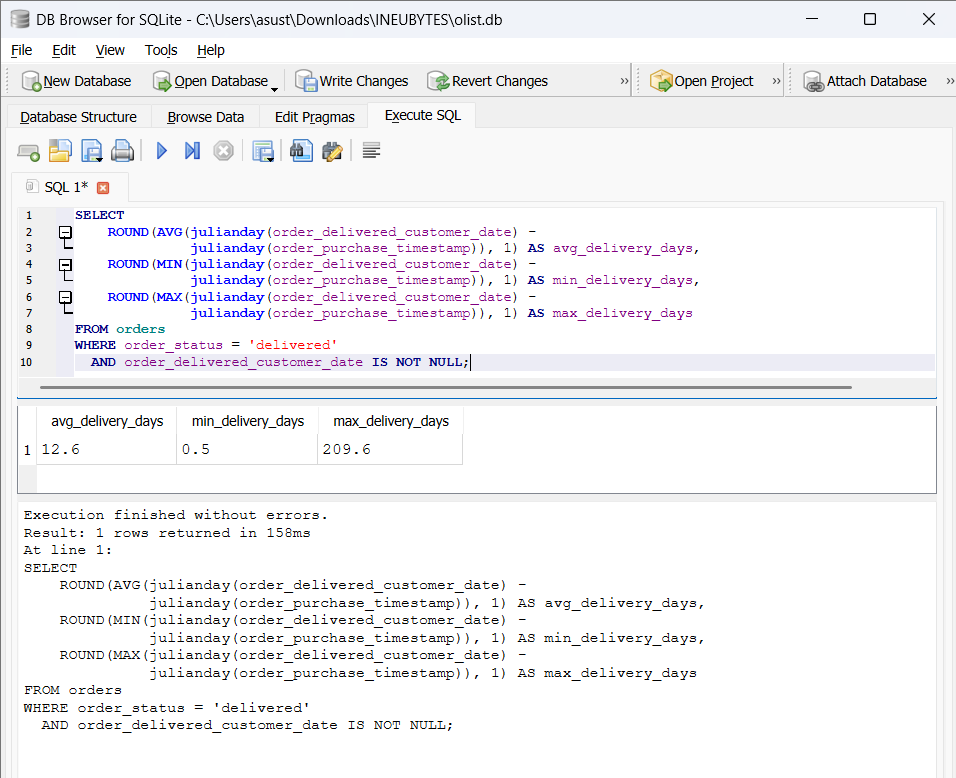 DB Browser for SQLite - C:\Users\asust\Downloads\INEUBYTES\olist.db
File Edit View Tools Help
New Database Open Database Write Changes Revert Changes » Open Project » Attach Database »
Database Structure Browse Data Edit Pragmas Execute SQL
SQL 1*
1 SELECT
2 ROUND(AVG(julianday(order_delivered_customer_date) -
3 julianday(order_purchase_timestamp)), 1) AS avg_delivery_days,
4 ROUND(MIN(julianday(order_delivered_customer_date) -
5 julianday(order_purchase_timestamp)), 1) AS min_delivery_days,
6 ROUND(MAX(julianday(order_delivered_customer_date) -
7 julianday(order_purchase_timestamp)), 1) AS max_delivery_days
8 FROM orders
9 WHERE order_status = 'delivered'
10 AND order_delivered_customer_date IS NOT NULL;
avg_delivery_days min_delivery_days max_delivery_days
1 12.6 0.5 209.6
Execution finished without errors.
Result: 1 rows returned in 158ms
At line 1:
SELECT
ROUND(AVG(julianday(order_delivered_customer_date) -
julianday(order_purchase_timestamp)), 1) AS avg_delivery_days,
ROUND(MIN(julianday(order_delivered_customer_date) -
julianday(order_purchase_timestamp)), 1) AS min_delivery_days,
ROUND(MAX(julianday(order_delivered_customer_date) -
julianday(order_purchase_timestamp)), 1) AS max_delivery_days
FROM orders
WHERE order_status = 'delivered'
AND order_delivered_customer_date IS NOT NULL;